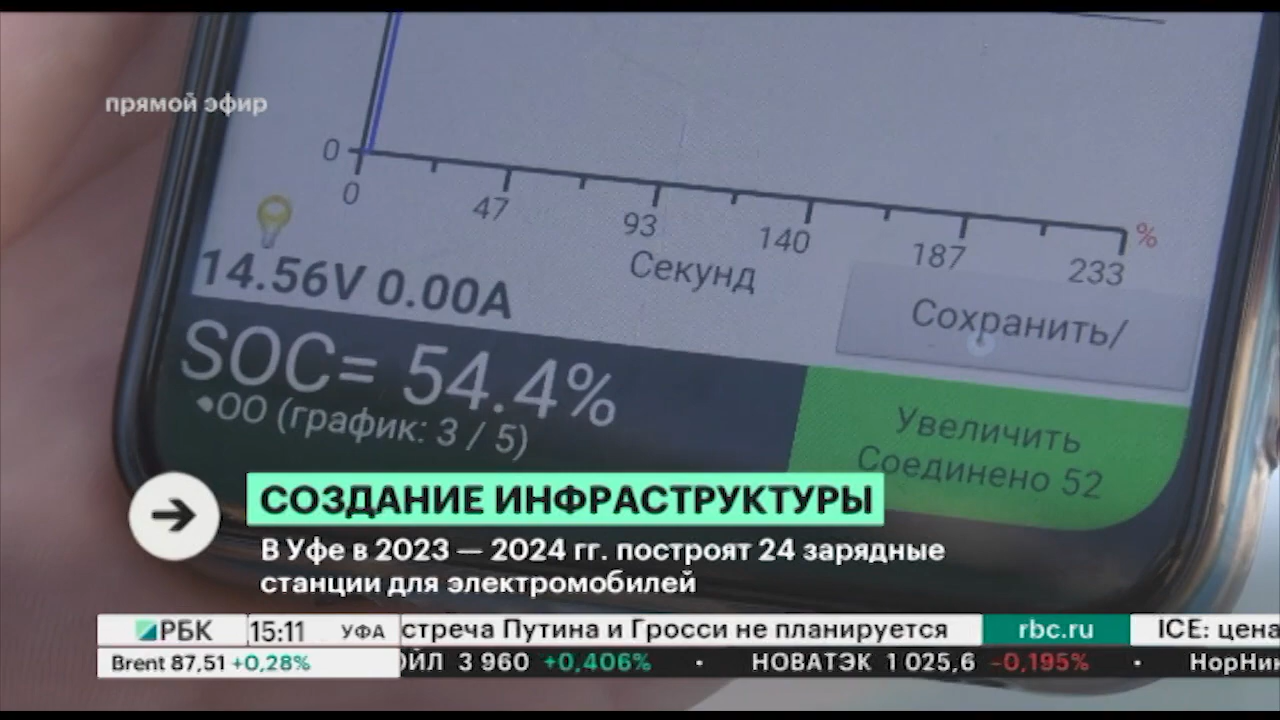 прямой эфир
0
0 47 93 140 187 233 %
Секунд
14.56V 0.00A
Сохранить/
SOC= 54.4%
•OO (график: 3 / 5)
Увеличить
Соединено 52
СОЗДАНИЕ ИНФРАСТРУКТУРЫ
В Уфе в 2023 — 2024 гг. построят 24 зарядные
станции для электромобилей
РБК 15:11 УФА стреча Путина и Гросси не планируется rbc.ru ICE: цена
Brent 87,51 +0,28% ОЙЛ 3 960 +0,406% • НОВАТЭК 1 025,6 -0,195% • НорНик